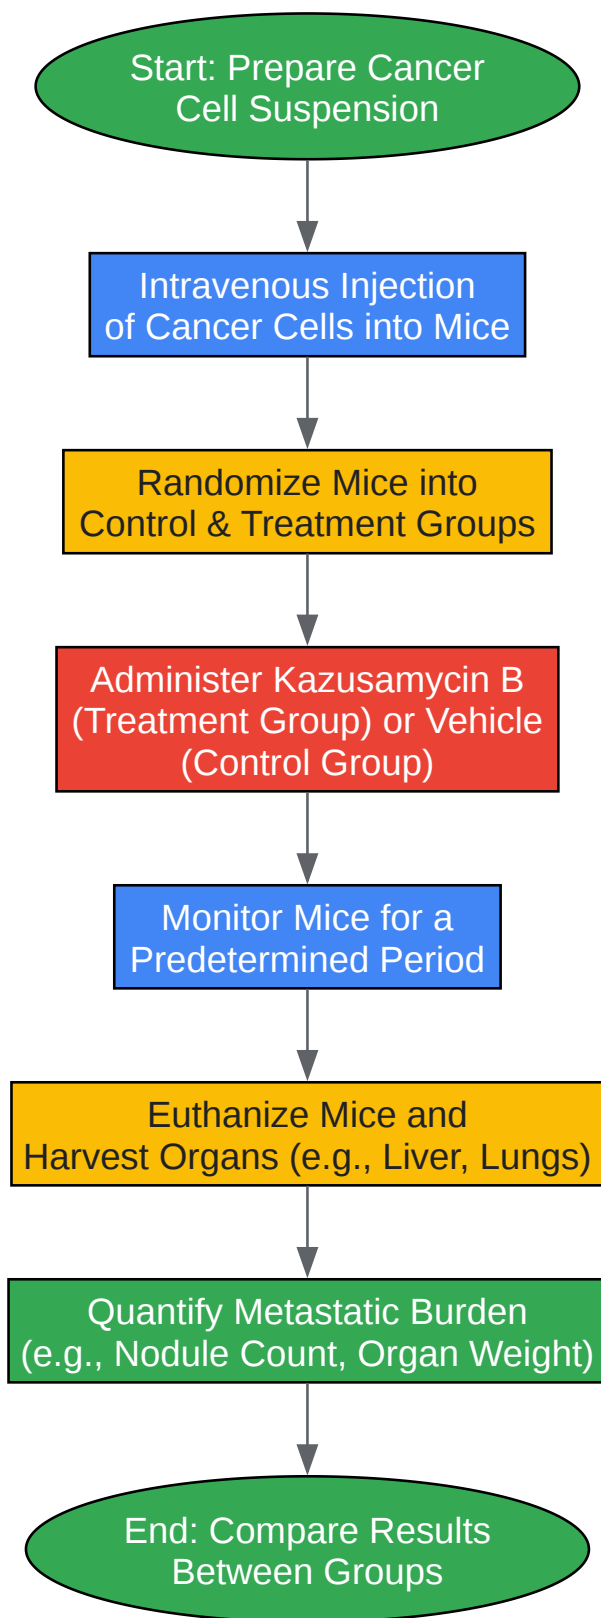 Start: Prepare Cancer
Cell Suspension
Intravenous Injection
of Cancer Cells into Mice
Randomize Mice into
Control & Treatment Groups
Administer Kazusamycin B
(Treatment Group) or Vehicle
(Control Group)
Monitor Mice for a
Predetermined Period
Euthanize Mice and
Harvest Organs (e.g., Liver, Lungs)
Quantify Metastatic Burden
(e.g., Nodule Count, Organ Weight)
End: Compare Results
Between Groups